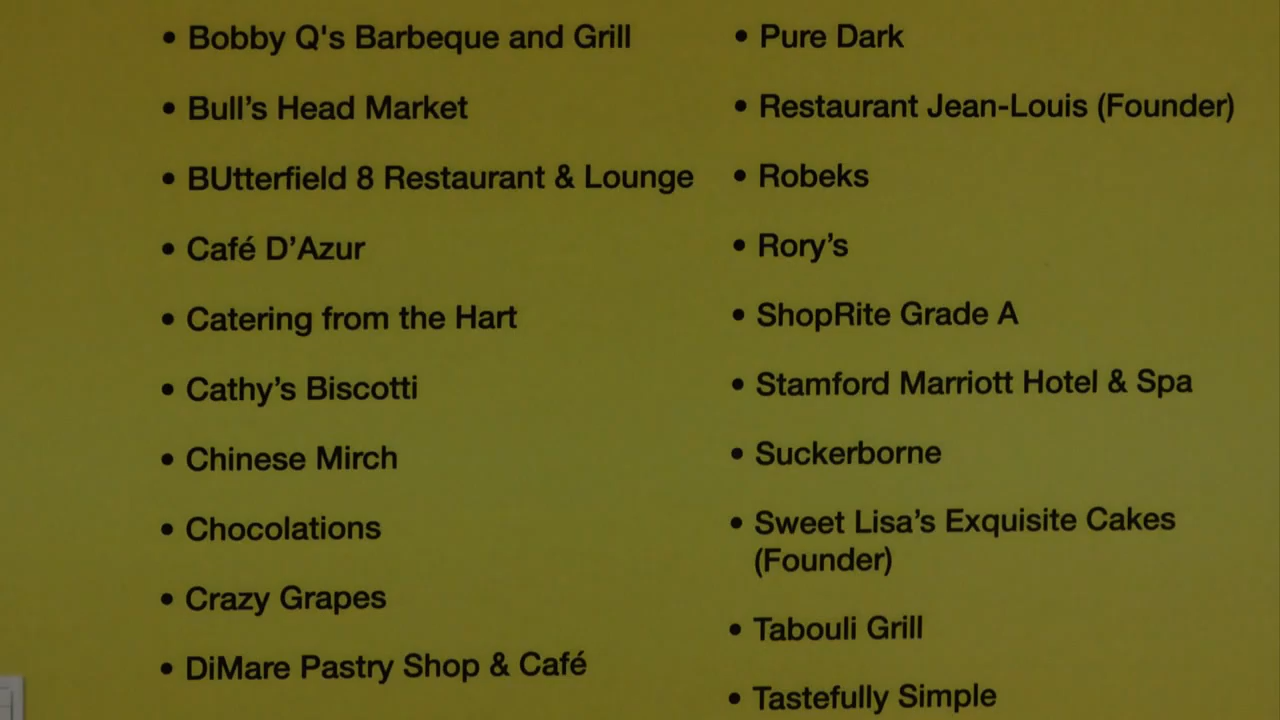 • Bobby Q's Barbeque and Grill
• Bull’s Head Market
• BUtterfield 8 Restaurant & Lounge
• Café D’Azur
• Catering from the Hart
• Cathy’s Biscotti
• Chinese Mirch
• Chocolations
• Crazy Grapes
• DiMare Pastry Shop & Café
• Pure Dark
• Restaurant Jean-Louis (Founder)
• Robeks
• Rory’s
• ShopRite Grade A
• Stamford Marriott Hotel & Spa
• Suckerborne
• Sweet Lisa’s Exquisite Cakes
(Founder)
• Tabouli Grill
• Tastefully Simple